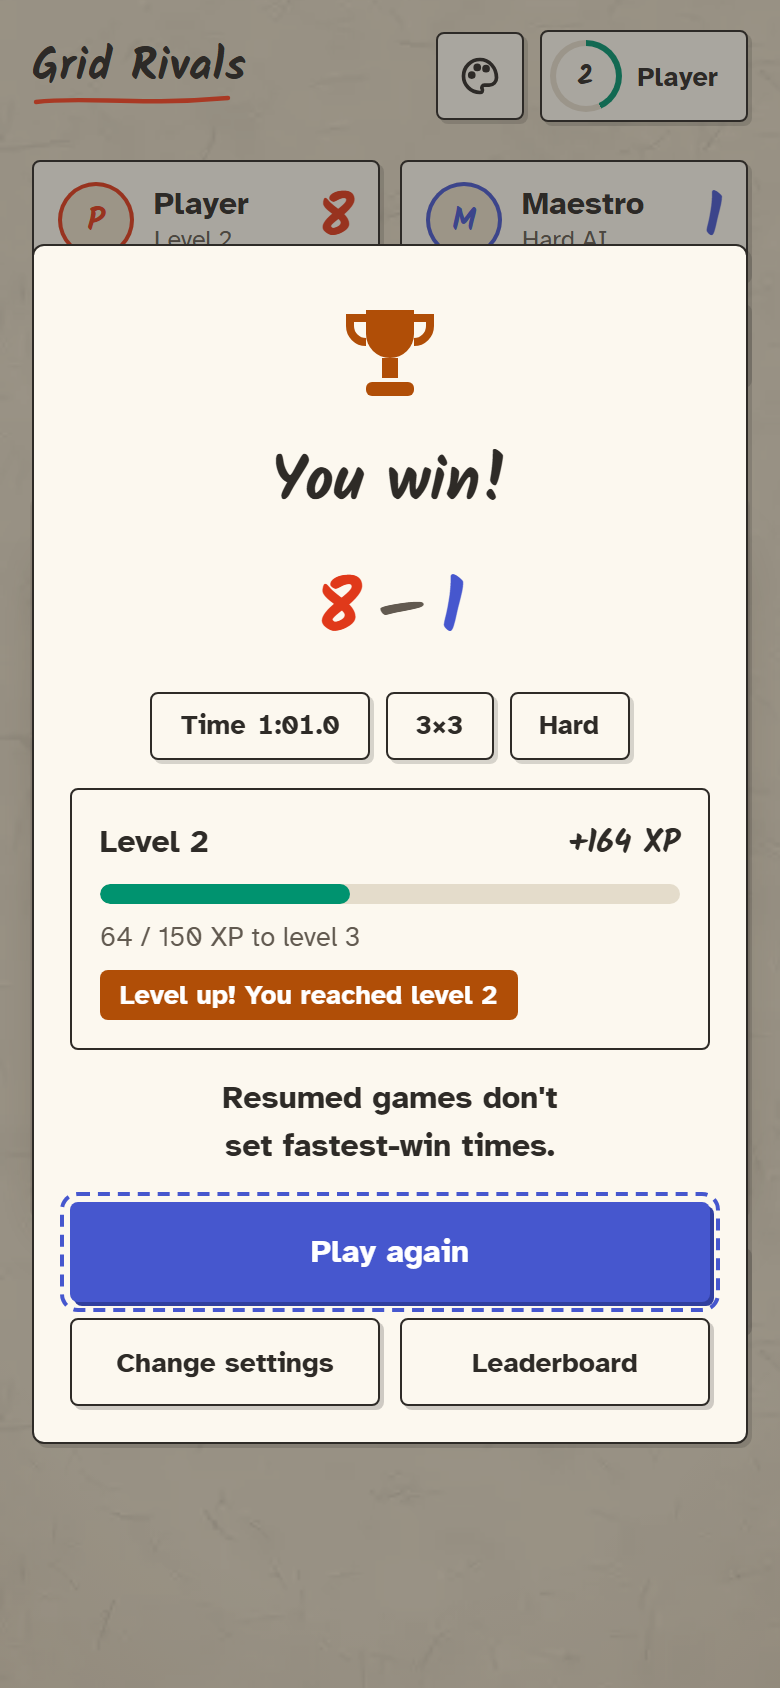 Grid Rivals
2 Player
P Player 8
Level 2
M Maestro 1
Hard AI
You win!
8 – 1
Time 1:01.0
3×3
Hard
Level 2
+164 XP
64 / 150 XP to level 3
Level up! You reached level 2
Resumed games don't
set fastest-win times.
Play again
Change settings
Leaderboard